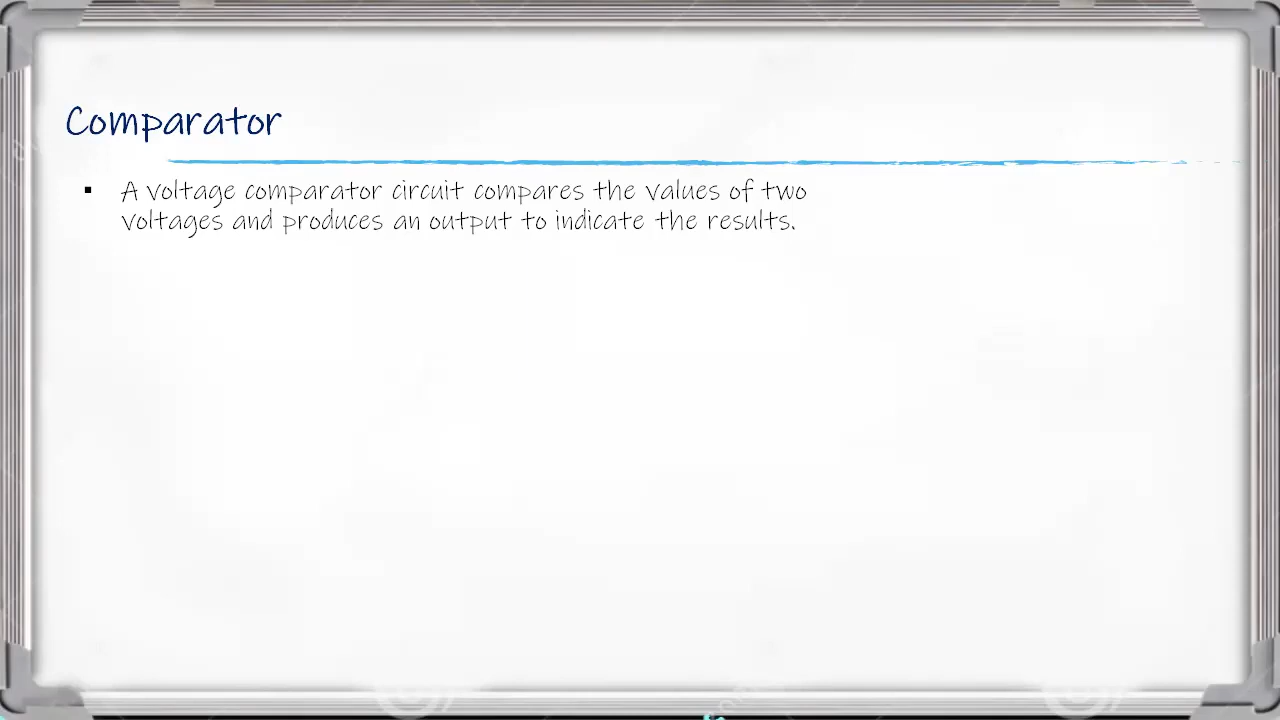 Comparator
▪ A voltage comparator circuit compares the values of two
voltages and produces an output to indicate the results.